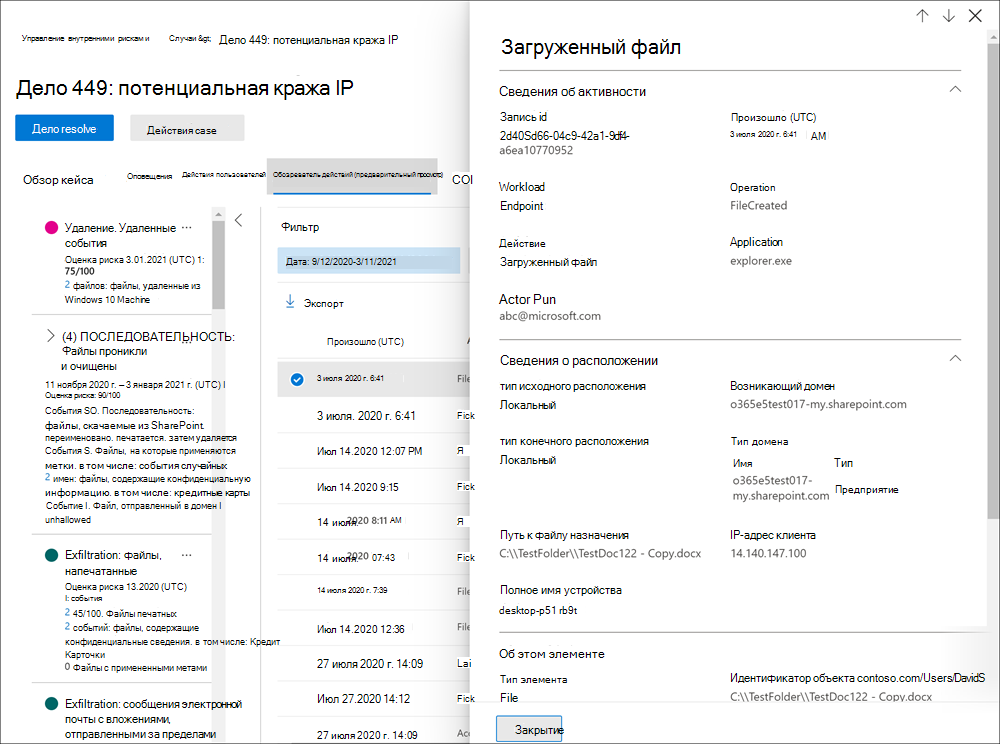 Управление внутренними рисками
Случаи &gt;
Дело 449: потенциальная кража IP
Дело 449: потенциальная кража IP
Дело resolve
Действия case
Обзор кейса
Оповещения
Действия пользователей
Обозреватель действий (предварительный просмотр)
Удаление. Удаленные ...
события
Оценка риска 3.01.2021 (UTC) 1:
75/100
2 файлов: файлы, удаленные из
Windows 10 Machine
(4) ПОСЛЕДОВАТЕЛЬНОСТЬ:
Файлы проникли
и очищены
11 ноября 2020 г. – 3 января 2021 г. (UTC) I
Оценка риска: 90/100
События SO. Последовательность:
файлы, скачиваемые из SharePoint
переименовано. печатается. затем удаляется
События S. Файлы, на которые применяются
метки. в том числе: события случайных
2 имен: файлы, содержащие конфиденциальную
информацию. в том числе: кредитные карты
Событие I. Файл, отправленный в домен I
unhallowed
Exfiltration: файлы, ...
напечатанные
Оценка риска 13.2020 (UTC)
I: события
2 45/100. Файлы печатных
2 событий: файлы, содержащие
конфиденциальные сведения. в том числе: Кредит
Карточки
0 Файлы с примененными метами
Exfiltration: сообщения электронной
почты с вложениями,
отправленными за пределами
Фильтр
Дата: 9/12/2020-3/11/2021
Экспорт
Произошло (UTC)
3 июля 2020 г. 6:41
File
3 июля. 2020 г. 6:41
Fick
Июл 14.2020 12:07 PM
Я
Июл 14.2020 9:15
Fick
14 июля. 2020 8:11 AM
Я
14 июля. 2020 07:43
Fick
14 июля 2020 г. 7:39
File
Июл 14.2020 12:36
File
27 июля 2020 г. 14:09
Lai
Июл 27.2020 14:12
Fick
27 июля 2020 г. 14:09
Acc
Загруженный файл
Сведения об активности
Запись id
2d40Sd66-04c9-42a1-9df4-
a6ea10770952
Произошло (UTC)
3 июля 2020 г. 6:41 AM
Workload
Endpoint
Operation
FileCreated
Действие
Загруженный файл
Application
explorer.exe
Actor Pun
abc@microsoft.com
Сведения о расположении
тип исходного расположения
Локальный
Возникающий домен
o365e5test017-my.sharepoint.com
тип конечного расположения
Локальный
Тип домена
Имя
Тип
o365e5test017-
my.sharepoint.com
Предприятие
Путь к файлу назначения
C:\\TestFolder\\TestDoc122 - Copy.docx
IP-адрес клиента
14.140.147.100
Полное имя устройства
desktop-p51 rb9t
Об этом элементе
Тип элемента
File
Идентификатор объекта contoso.com/Users/DavidS
C:\\TestFolder\\TestDoc122 - Copy.docx
Закрытие